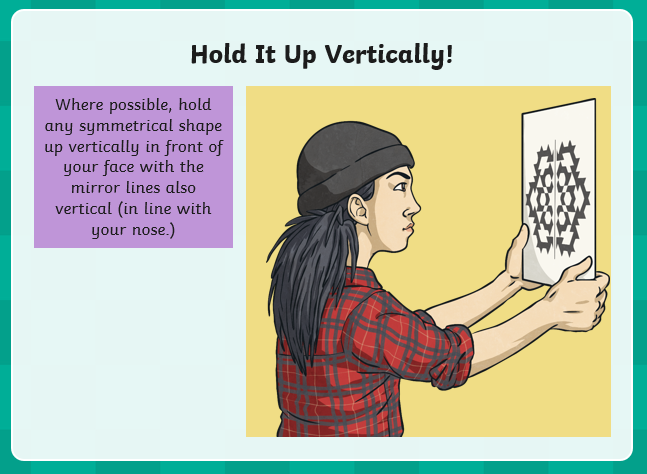 Hold It Up Vertically!
Where possible, hold
any symmetrical shape
up vertically in front of
your face with the
mirror lines also
vertical (in line with
your nose.)